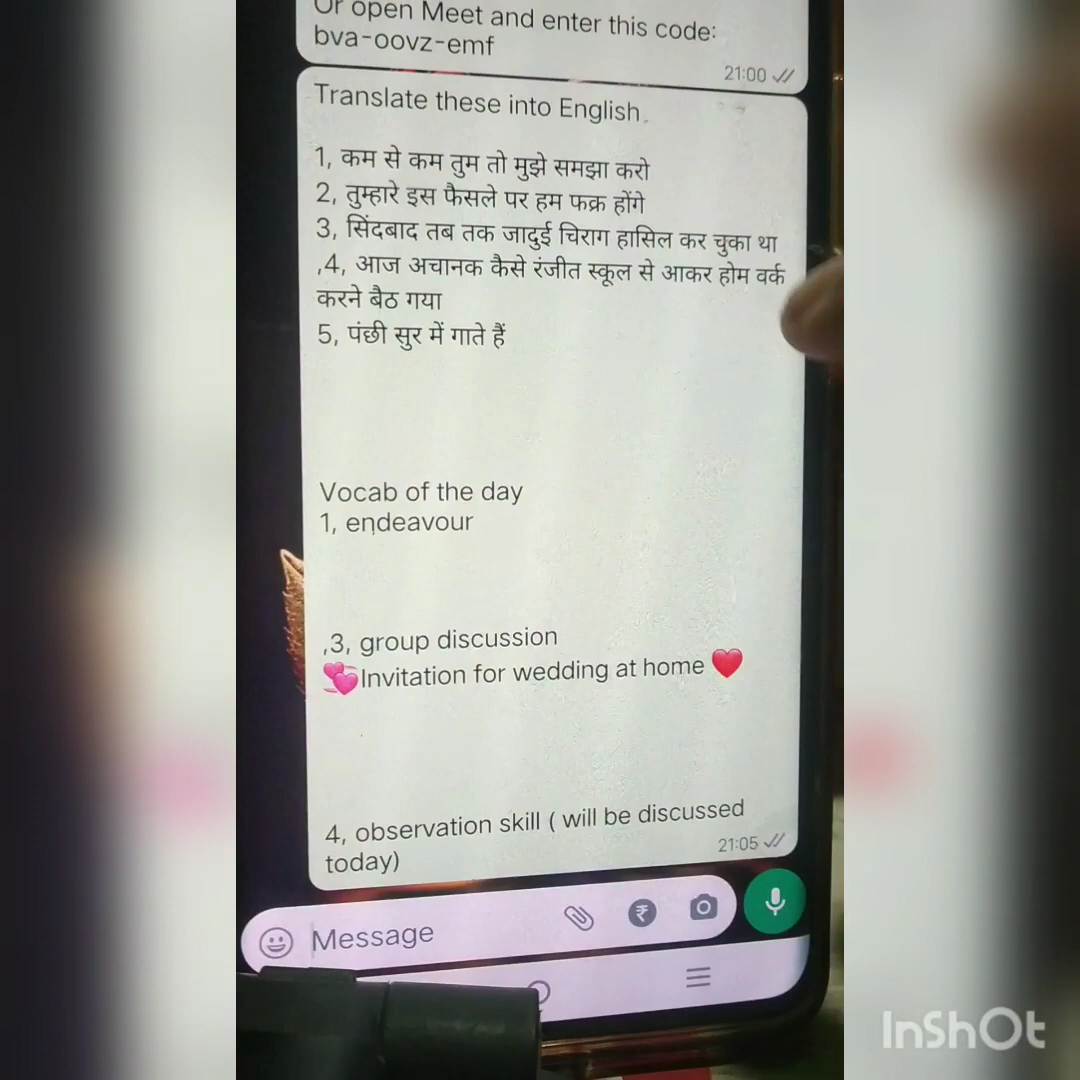 Or open Meet and enter this code:
bva-oovz-emf
21:00
Translate these into English
1, कम से कम तुम तो मुझे समझा करो
2, तुम्हारे इस फैसले पर हम फक्र होंगे
3, सिंदबाद तब तक जादुई चिराग हासिल कर चुका था
,4, आज अचानक कैसे रंजीत स्कूल से आकर होम वर्क
करने बैठ गया
5, पंछी सुर में गाते हैं
Vocab of the day
1, endeavour
,3, group discussion
💞Invitation for wedding at home ❤️
4, observation skill ( will be discussed
today)
21:05
Message
InShOt